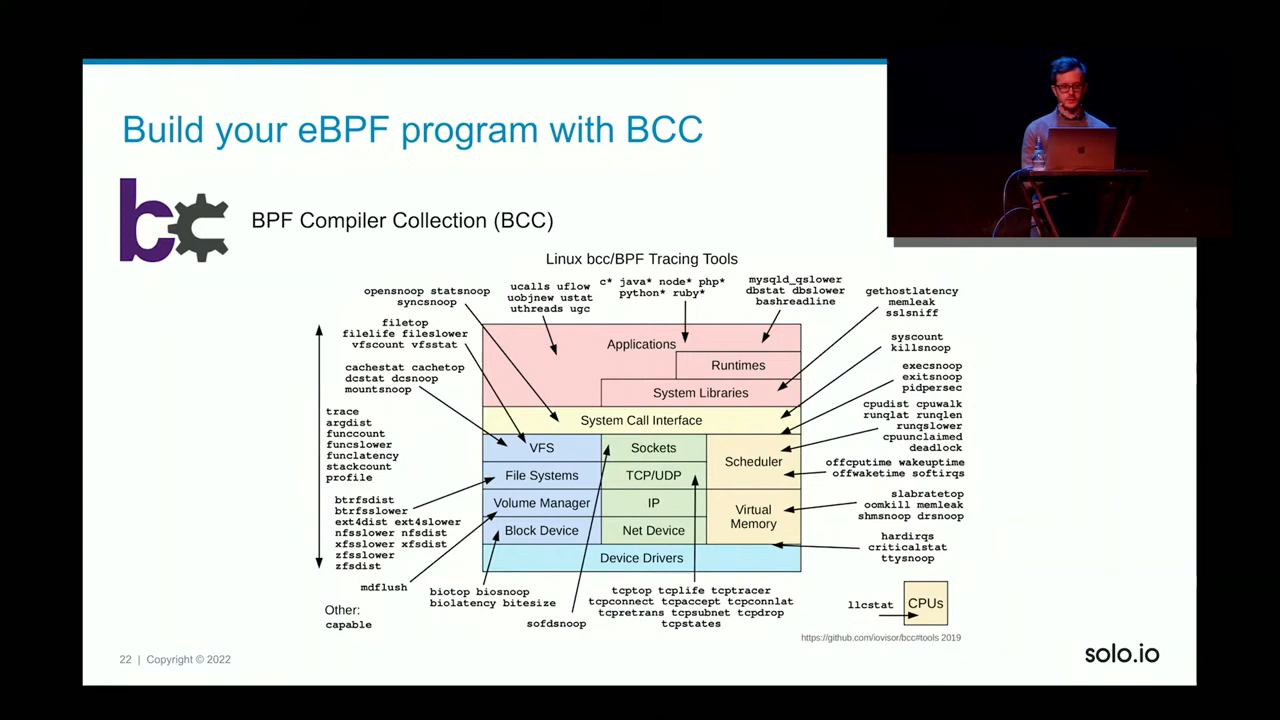 Build your eBPF program with BCC
bc
BPF Compiler Collection (BCC)
Linux bcc/BPF Tracing Tools
opensnoop statsnoop
syncsnoop
ucalls uflow
uobjnew ustat
uthreads ugc
c* java* node* php*
python* ruby*
mysqld_qslower
dbstat dbslower
bashreadline
gethostlatency
memleak
sslsniff
filetop
filelife fileslower
vfscount vfsstat
syscount
killsnoop
cachestat cachetop
dcstat dcsnoop
mountsnoop
execsnoop
exitsnoop
pidpersec
trace
argdist
funccount
funcslower
funclatency
stackcount
profile
cpudist cpuwalk
runqlat runqlen
runqslower
cpuunclaimed
deadlock
offcputime wakeuptime
offwaketime softirqs
btrfsdist
btrfsslower
ext4dist ext4slower
nfsslower nfsdist
xfsslower xfsdist
zfsslower
zfsdist
slabratetop
oomkill memleak
shmsnoop drsnoop
hardirqs
criticalstat
ttysnoop
Applications
Runtimes
System Libraries
System Call Interface
VFS
Sockets
Scheduler
File Systems
TCP/UDP
Volume Manager
IP
Virtual
Memory
Block Device
Net Device
Device Drivers
mdflush
biotop biosnoop
biolatency bitesize
sofdsnoop
tcptop tcplife tcptracer
tcpconnect tcpaccept tcpconnlat
tcpretrans tcpsubnet tcpdrop
tcpstates
Other:
capable
llcstat
CPUs
https://github.com/iovisor/bcc#tools 2019
22 | Copyright © 2022
solo.io